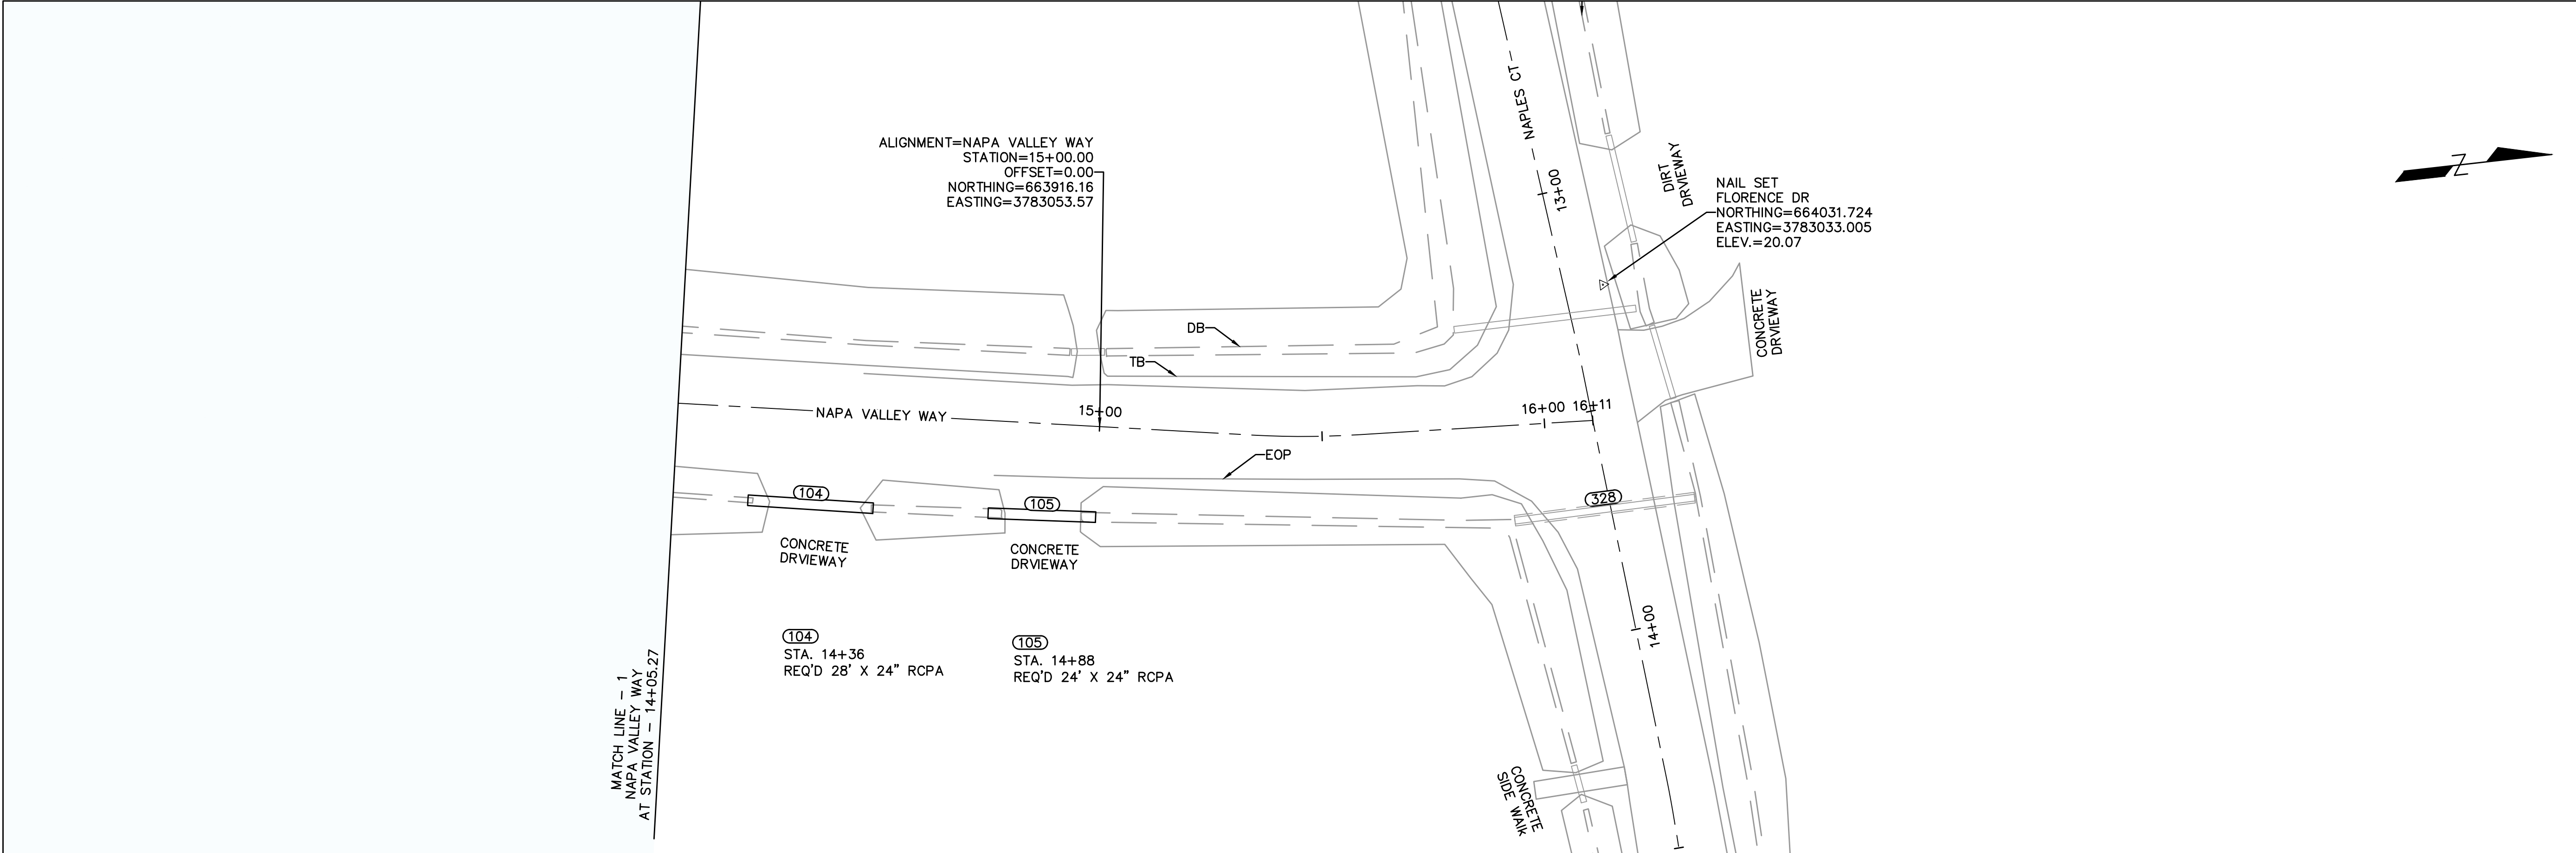 NAPLES CT
ALIGNMENT=NAPA VALLEY WAY
STATION=15+00.00
OFFSET=0.00
NORTHING=663916.16
EASTING=3783053.57
13+00
DIRT
DRVIEWAY
NAIL SET
FLORENCE DR
NORTHING=664031.724
EASTING=3783033.005
ELEV.=20.07
Z
CONCRETE
DRVIEWAY
DB
TB
NAPA VALLEY WAY
15+00
16+00 16+11
EOP
104
105
328
CONCRETE
DRVIEWAY
CONCRETE
DRVIEWAY
104
STA. 14+36
REQ'D 28' X 24" RCPA
105
STA. 14+88
REQ'D 24' X 24" RCPA
14+00
MATCH LINE - 1
NAPA VALLEY WAY
AT STATION - 14+05.27
CONCRETE
SIDE WAlk